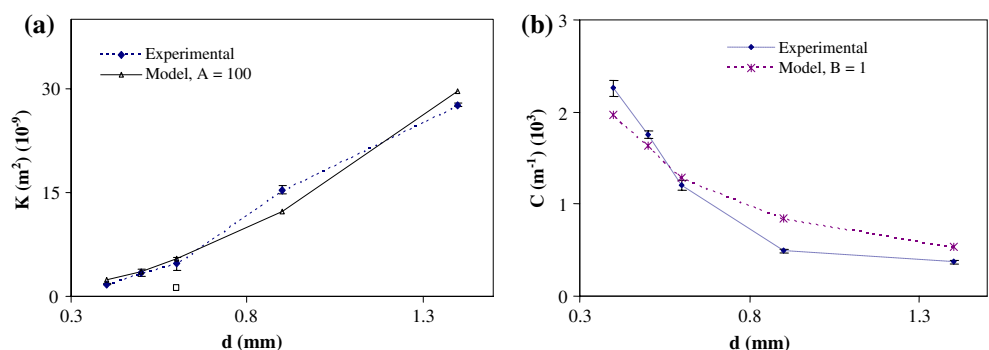 (a)
K (m²) (10⁻⁹)
30
15
0
0.3
0.8
1.3
d (mm)
Experimental
Model, A = 100
(b)
C (m⁻¹) (10³)
3
2
1
0
0.3
0.8
1.3
d (mm)
Experimental
Model, B = 1